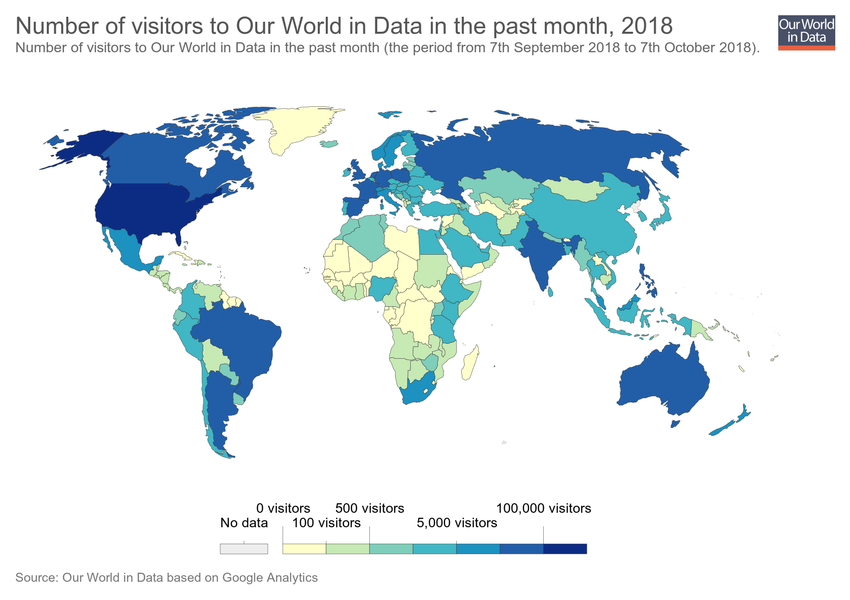 Number of visitors to Our World in Data in the past month, 2018
Number of visitors to Our World in Data in the past month (the period from 7th September 2018 to 7th October 2018).
Our World
in Data
0 visitors 500 visitors 100,000 visitors
No data 100 visitors 5,000 visitors
Source: Our World in Data based on Google Analytics